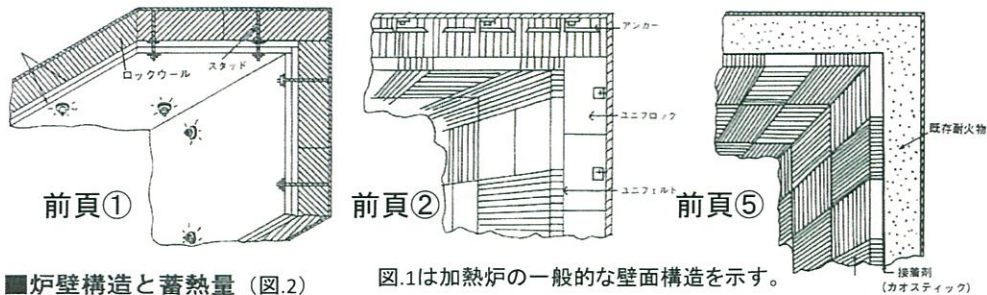 ロックウール
スタッド
前頁①
アンカー
ユニブロック
ユニフェルト
前頁②
既存耐火物
前頁⑤
接着剤
(カオスティック)
■炉壁構造と蓄熱量（図.2）
図.1は加熱炉の一般的な壁面構造を示す。